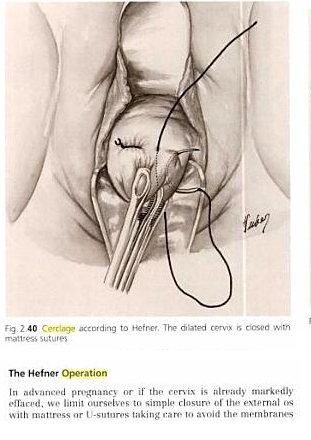 Fig. 2.40 Cerclage according to Hefner. The dilated cervix is closed with
mattress sutures
The Hefner Operation
In advanced pregnancy or if the cervix is already markedly
effaced, we limit ourselves to simple closure of the external os
with mattress or U-sutures taking care to avoid the membranes